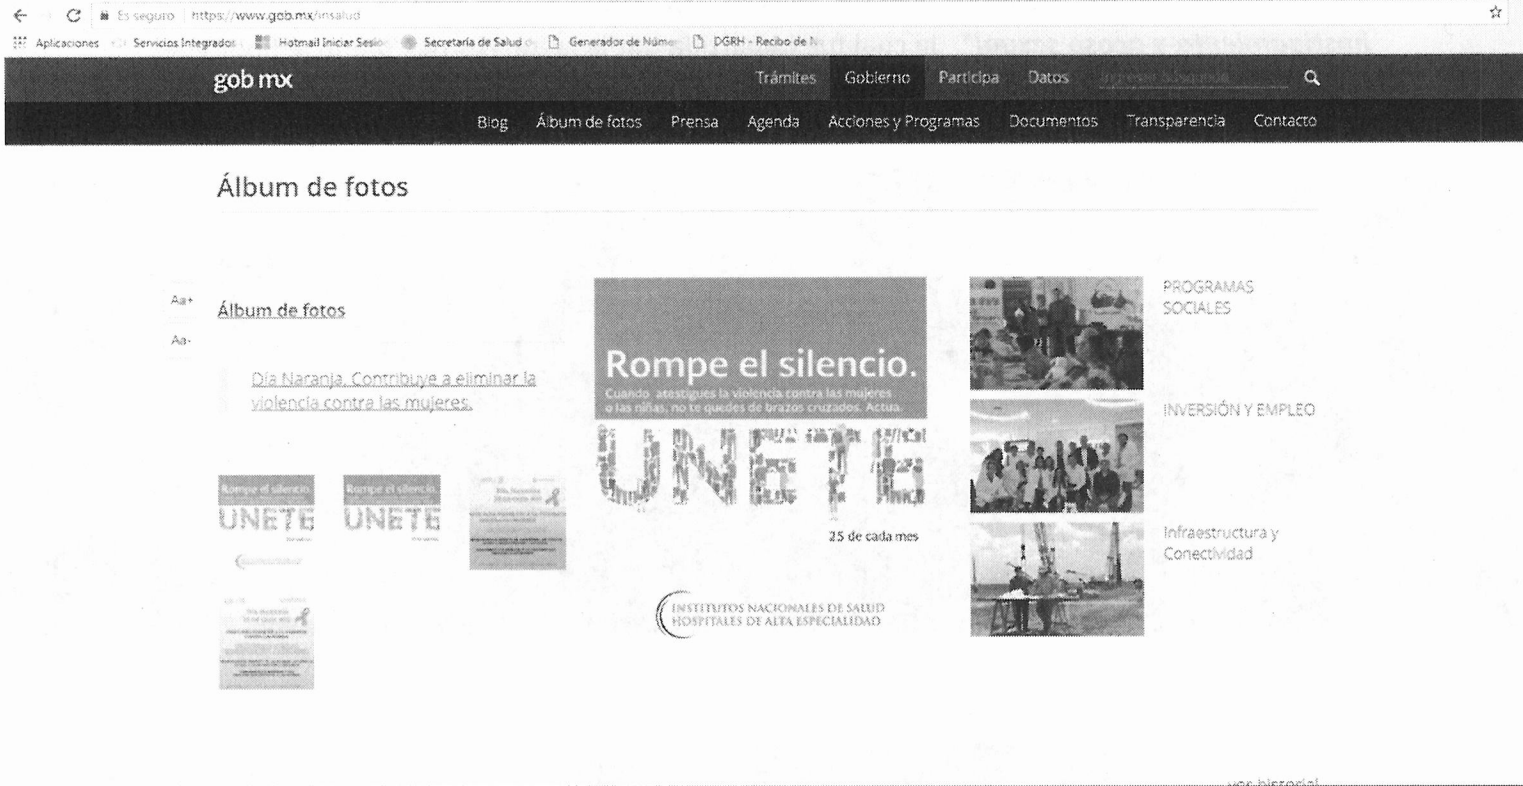 Es seguro https://www.gob.mx/insalud
Aplicaciones Servicios Integrados Hotmail Iniciar Sesio Secretaría de Salud Generador de Núme DGRH - Recibo de N
gob mx Trámites Gobierno Participa Datos
Blog Álbum de fotos Prensa Agenda Acciones y Programas Documentos Transparencia Contacto
Álbum de fotos
Aa+
Aa-
Álbum de fotos
Día Naranja. Contribuye a eliminar la
violencia contra las mujeres.
Rompe el silencio
UNETE
Rompe el silencio
UNETE
Rompe el silencio.
Cuando atestigües la violencia contra las mujeres
o las niñas, no te quedes de brazos cruzados. Actua.
UNETE
25 de cada mes
INSTITUTOS NACIONALES DE SALUD
HOSPITALES DE ALTA ESPECIALIDAD
PROGRAMAS
SOCIALES
INVERSIÓN Y EMPLEO
Infraestructura y
Conectividad
ver historial